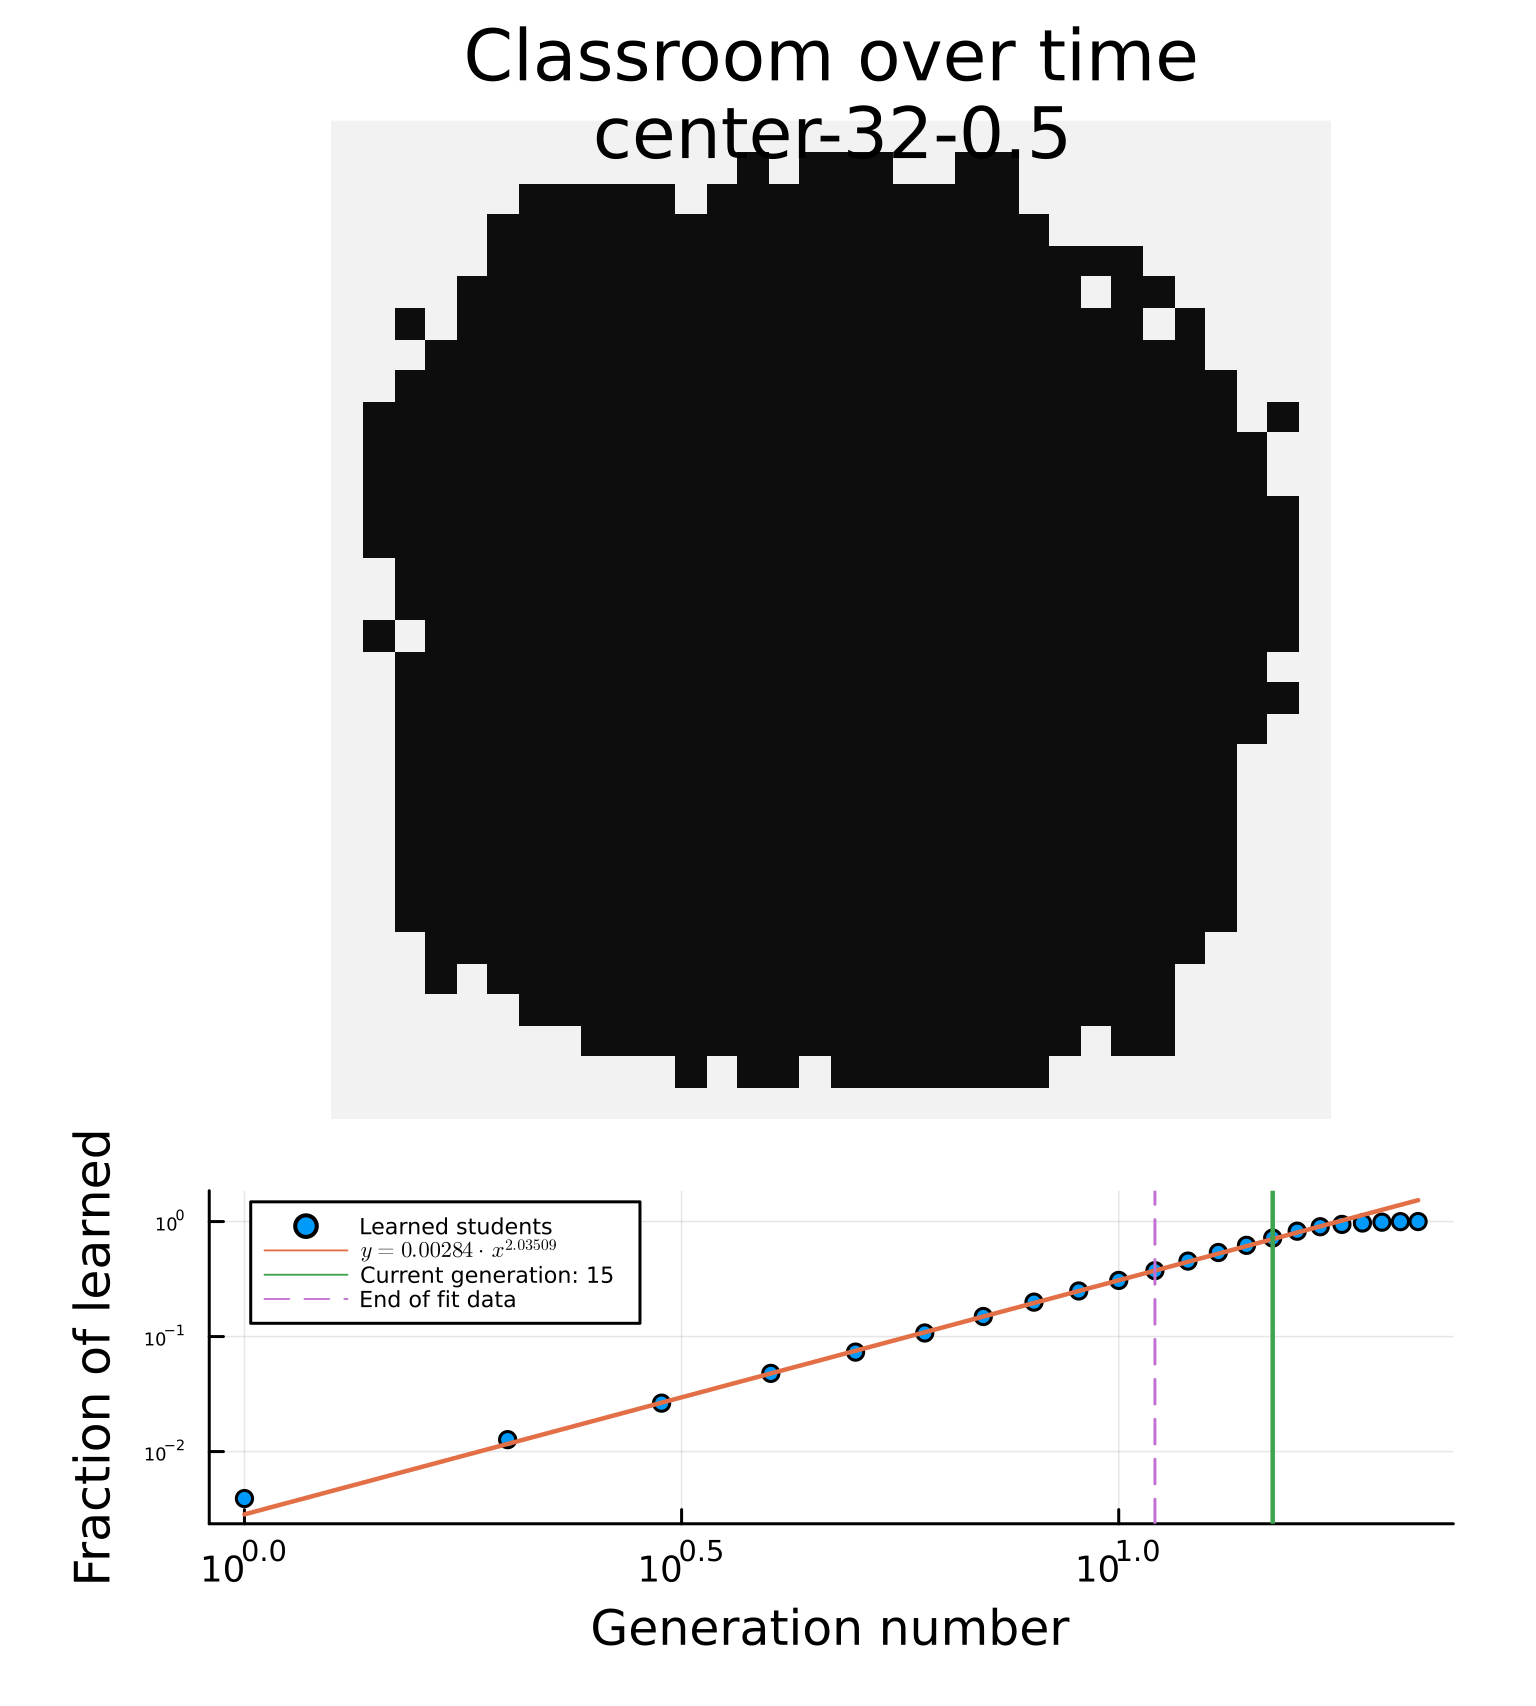 Classroom over time
center-32-0.5
Fraction of learned
10^0
10^−1
10^−2
Learned students
y = 0.00284 · x^2.03509
Current generation: 15
End of fit data
10^0.0 10^0.5 10^1.0
Generation number